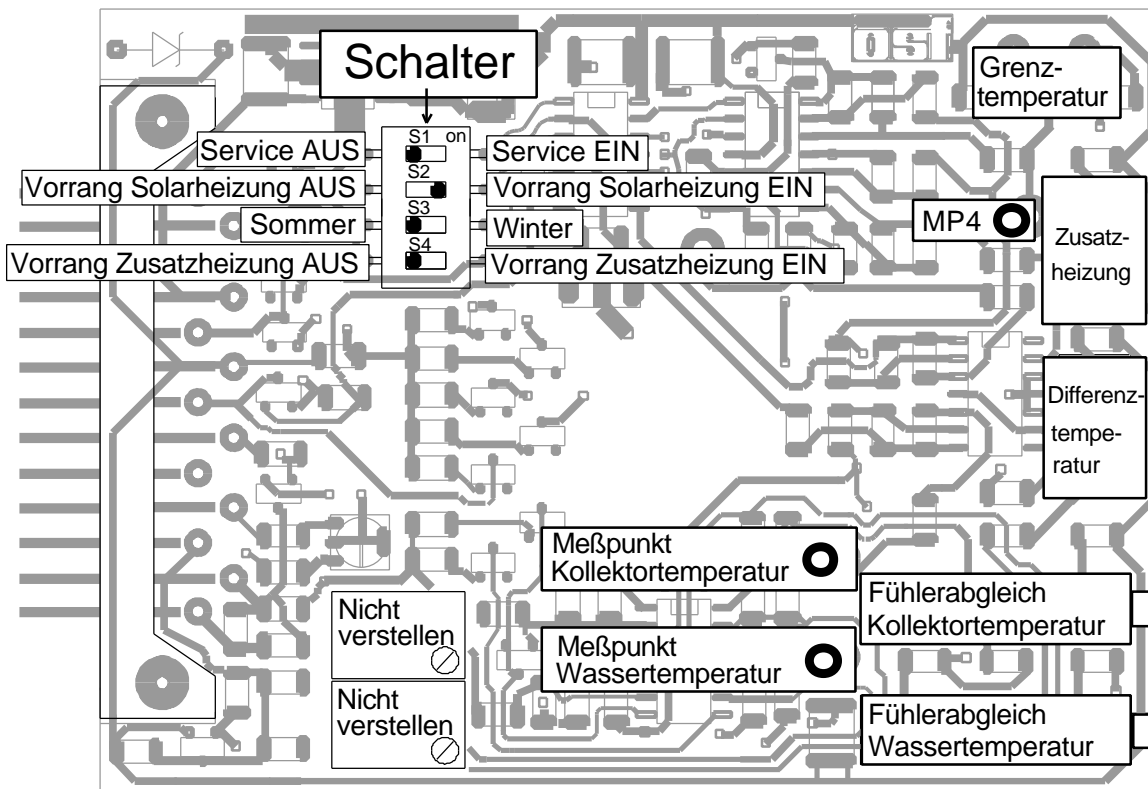 Schalter
Grenz-
temperatur
S1 on
Service AUS
Service EIN
S2
Vorrang Solarheizung AUS
Vorrang Solarheizung EIN
S3
Sommer
Winter
S4
Vorrang Zusatzheizung AUS
Vorrang Zusatzheizung EIN
MP4
Zusatz-
heizung
Differenz-
tempe-
ratur
Meßpunkt
Kollektortemperatur
Fühlerabgleich
Kollektortemperatur
Nicht
verstellen
Meßpunkt
Wassertemperatur
Nicht
verstellen
Fühlerabgleich
Wassertemperatur